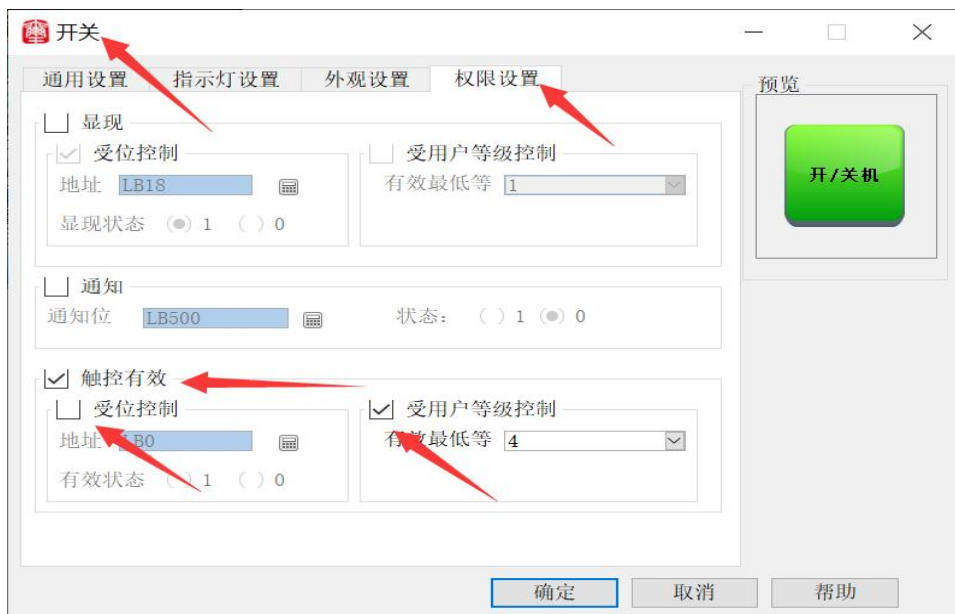 开关
通用设置 指示灯设置 外观设置 权限设置
预览
显现
受位控制 受用户等级控制
地址 LB18 有效最低等 1
显现状态 1 0
开/关机
通知
通知位 LB500 状态： 1 0
触控有效
受位控制 受用户等级控制
地址 LB0 有效最低等 4
有效状态 1 0
确定 取消 帮助